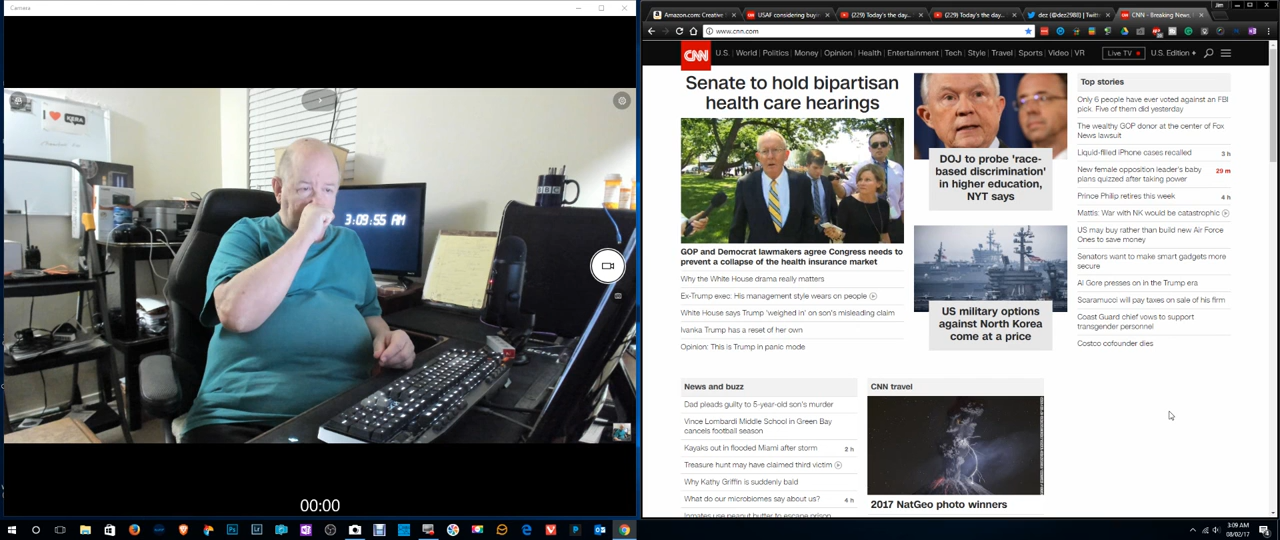 Camera
I ❤ KERA
BBC
3:09:55 AM
00:00
Jim
Amazon.com: Creative
USAF considering buyi
(229) Today's the day...
(229) Today's the day...
dez (@dez2988) | Twitt
CNN - Breaking News,
www.cnn.com
CNN
U.S. World Politics Money Opinion Health Entertainment Tech Style Travel Sports Video VR
Live TV
U.S. Edition +
Senate to hold bipartisan
health care hearings
GOP and Democrat lawmakers agree Congress needs to
prevent a collapse of the health insurance market
Why the White House drama really matters
Ex-Trump exec: His management style wears on people
White House says Trump 'weighed in' on son's misleading claim
Ivanka Trump has a reset of her own
Opinion: This is Trump in panic mode
DOJ to probe 'race-
based discrimination'
in higher education,
NYT says
US military options
against North Korea
come at a price
Top stories
Only 6 people have ever voted against an FBI
pick. Five of them did yesterday
The wealthy GOP donor at the center of Fox
News lawsuit
Liquid-filled iPhone cases recalled 3 h
New female opposition leader's baby
plans quizzed after taking power 29 m
Prince Philip retires this week 4 h
Mattis: War with NK would be catastrophic
US may buy rather than build new Air Force
Ones to save money
Senators want to make smart gadgets more
secure
Al Gore presses on in the Trump era
Scaramucci will pay taxes on sale of his firm
Coast Guard chief vows to support
transgender personnel
Costco cofounder dies
News and buzz
Dad pleads guilty to 5-year-old son's murder
Vince Lombardi Middle School in Green Bay
cancels football season
Kayaks out in flooded Miami after storm 2 h
Treasure hunt may have claimed third victim
Why Kathy Griffin is suddenly bald
What do our microbiomes say about us? 4 h
Inmates use peanut butter to escape prison
CNN travel
2017 NatGeo photo winners
3:09 AM
08/02/17